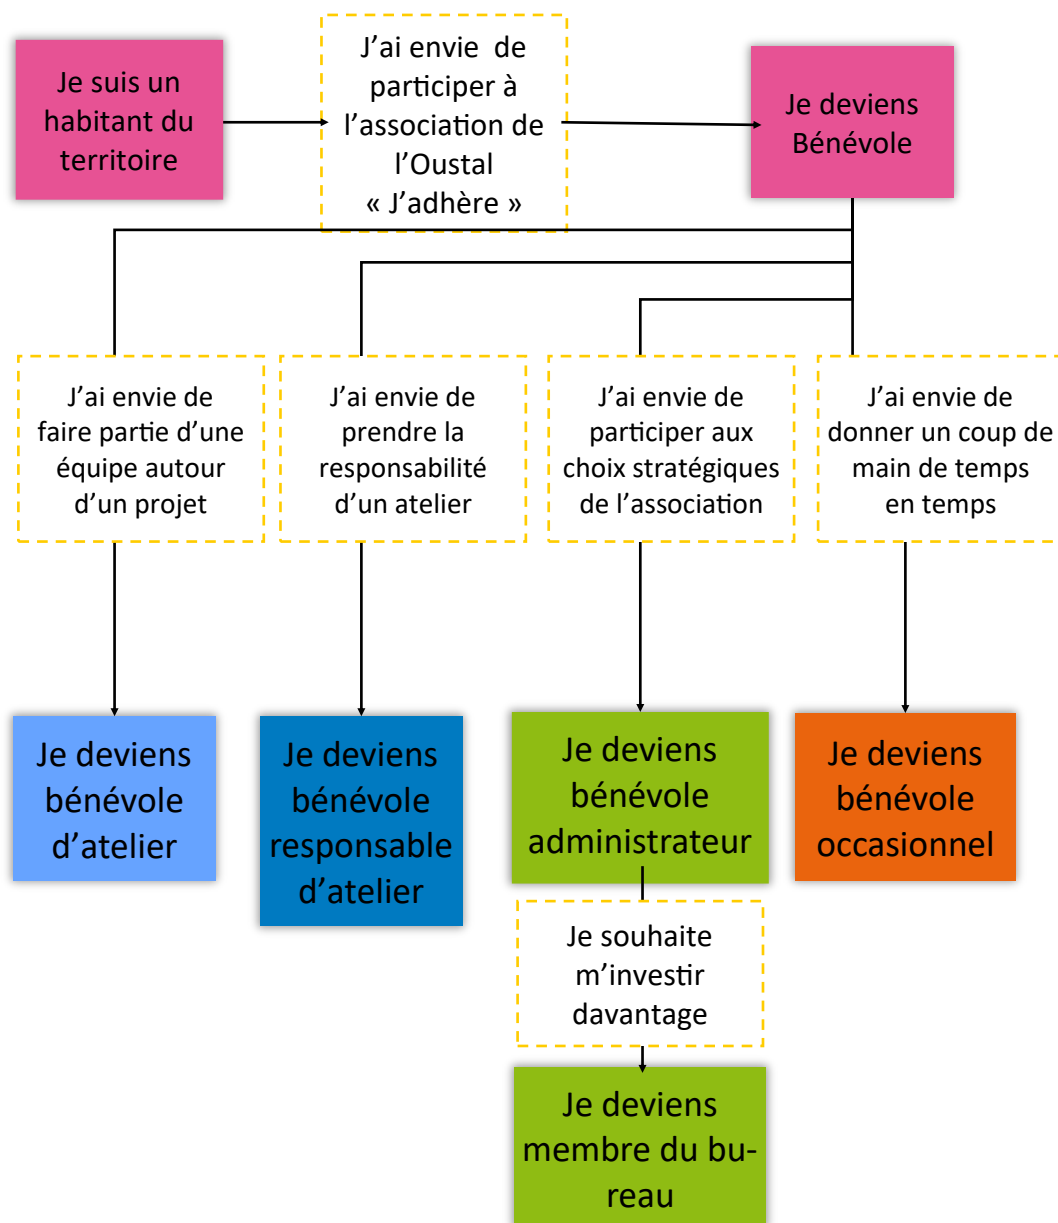 Je suis un
habitant du
territoire
J’ai envie  de
participer à
l’association de
l’Oustal
« J’adhère »
Je deviens
Bénévole
J’ai envie de
faire partie d’une
équipe autour
d’un projet
J’ai envie de
prendre la
responsabilité
d’un atelier
J’ai envie de
participer aux
choix stratégiques
de l’association
J’ai envie de
donner un coup de
main de temps
en temps
Je deviens
bénévole
d’atelier
Je deviens
bénévole
responsable
d’atelier
Je deviens
bénévole
administrateur
Je deviens
bénévole
occasionnel
Je souhaite
m’investir
davantage
Je deviens
membre du bu-
reau